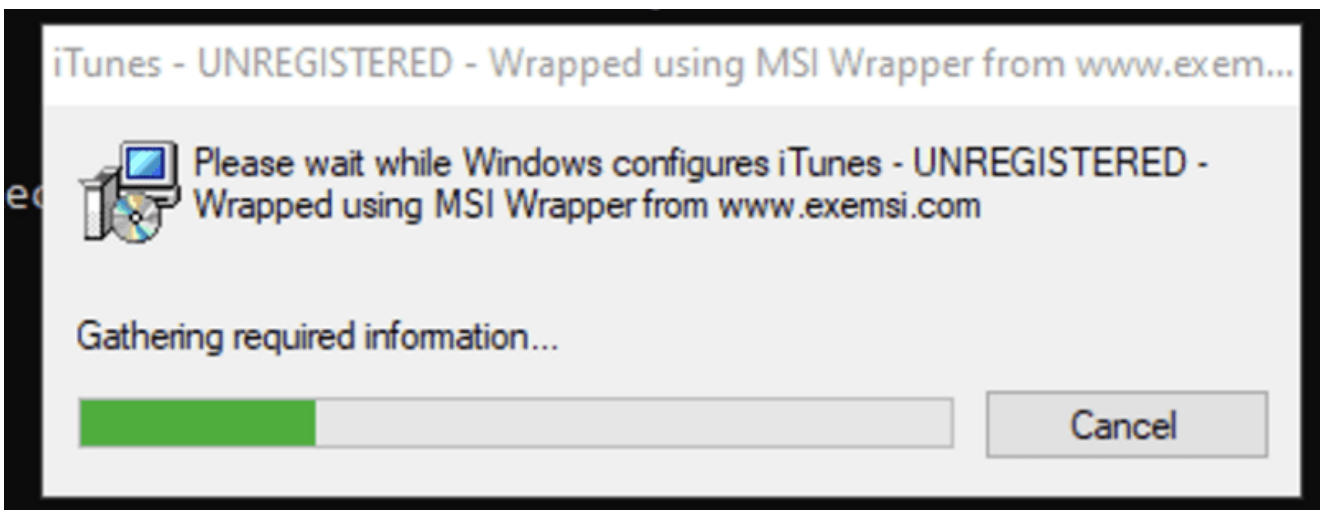 iTunes - UNREGISTERED - Wrapped using MSI Wrapper from www.exem...
Please wait while Windows configures iTunes - UNREGISTERED -
Wrapped using MSI Wrapper from www.exemsi.com
Gathering required information...
Cancel